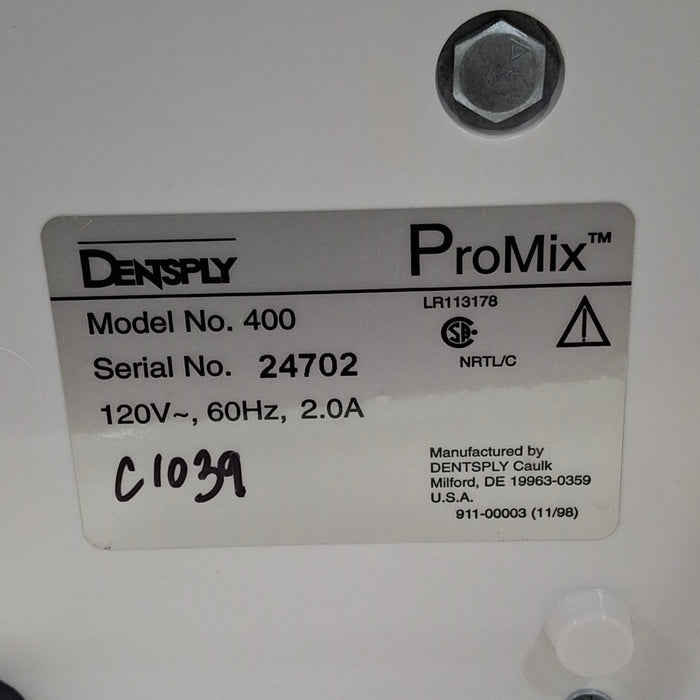 DENTSPLY
ProMix™
Model No. 400
Serial No. 24702
120V~, 60Hz, 2.0A
C1039
LR113178
NRTL/C
Manufactured by
DENTSPLY Caulk
Milford, DE 19963-0359
U.S.A.
911-00003 (11/98)